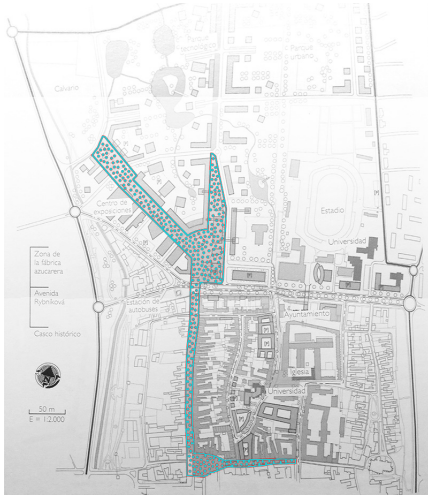 Parque
tecnológico
Parque
urbano
Calvario
Centro de
Estadio
Universidad
Zona de
la fábrica
azucarera
Avenida
Rybníková
Casco histórico
Estación de
autobuses
Ayuntamiento
Iglesia
Universidad
50 m
E = 1:2.000